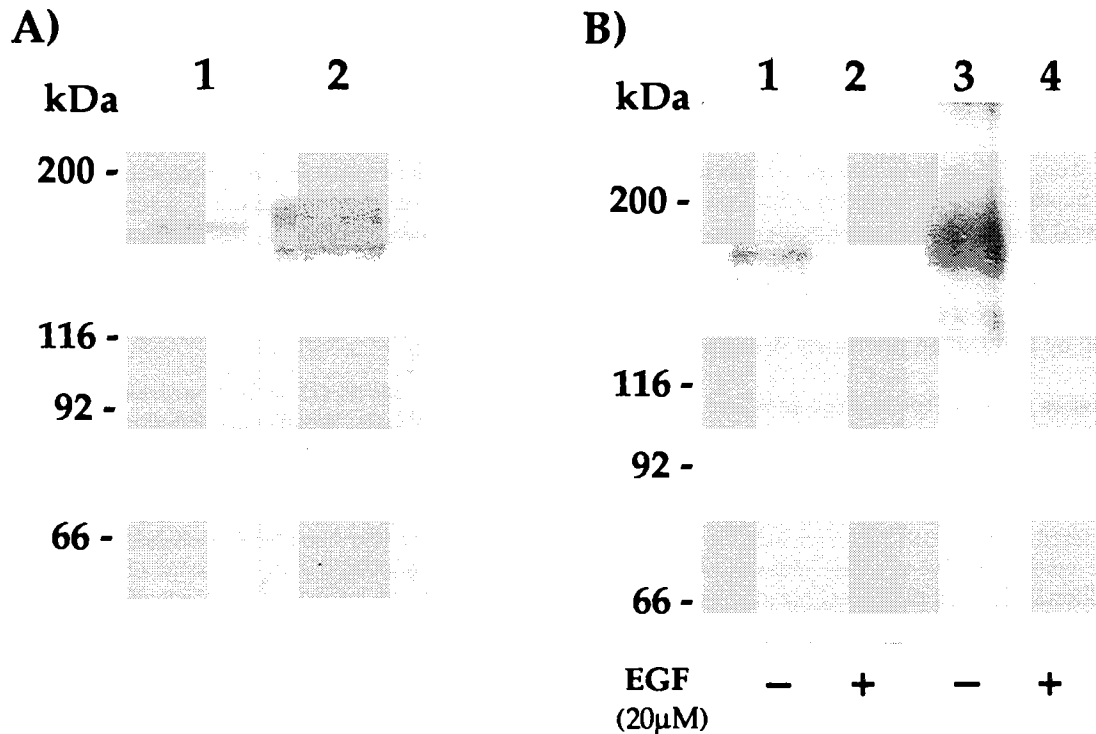 A)
1 2
kDa
200 -
116 -
92 -
66 -
B)
1 2 3 4
kDa
200 -
116 -
92 -
66 -
EGF − + − +
(20µM)